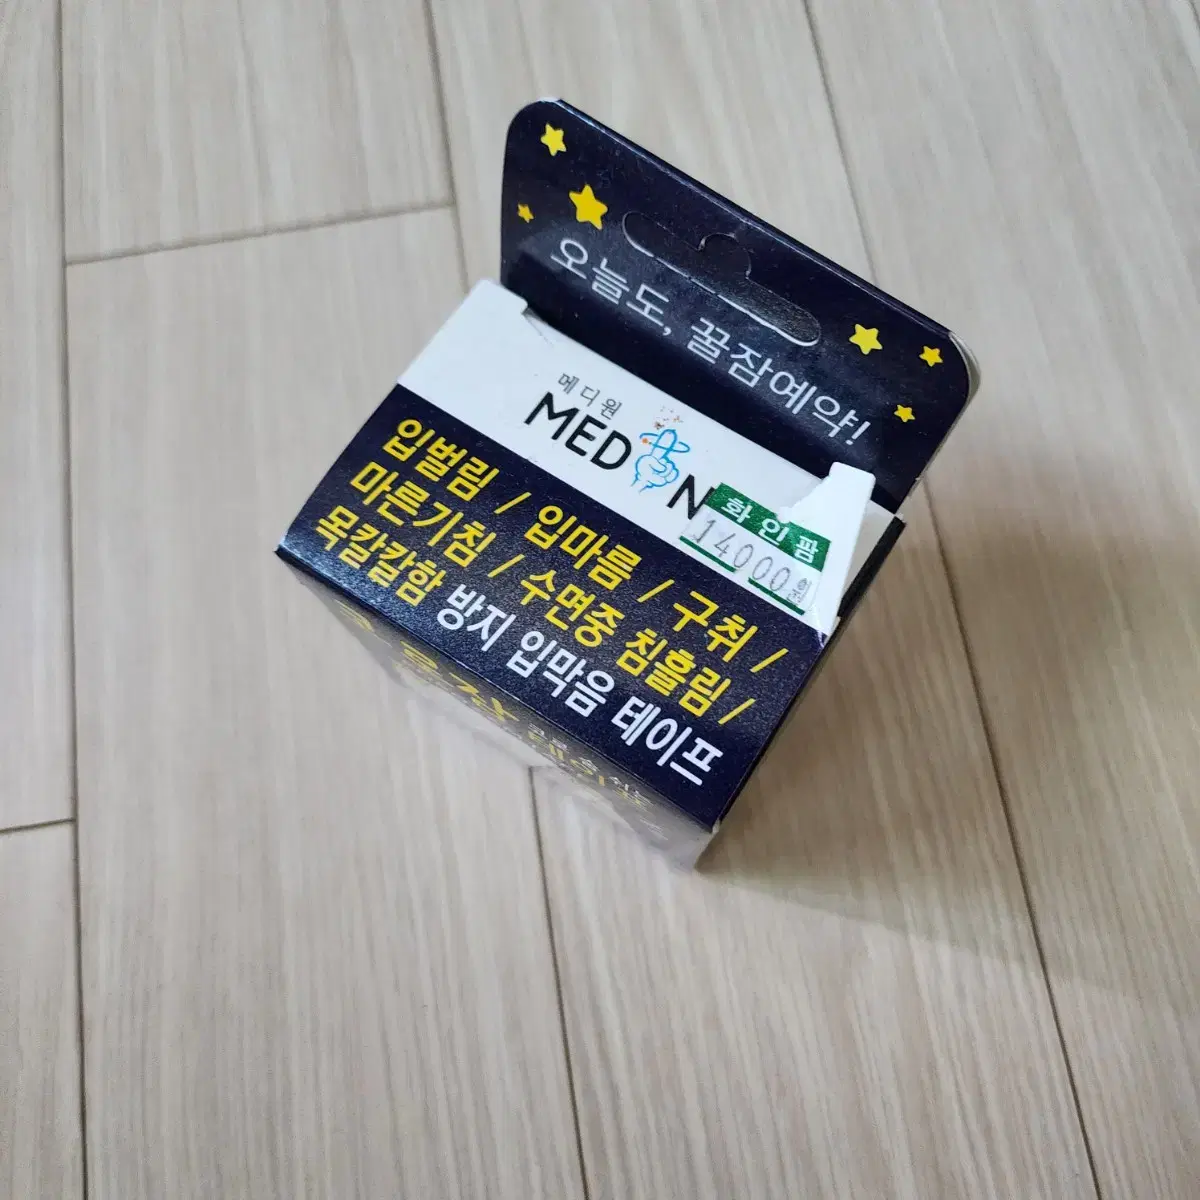 오늘도, 꿀잠예약!
메디원
MED N
화인팜
14000원
입벌림 / 입마름 / 구취 /
마른기침 / 수면중 침흘림 /
목칼칼함 방지 입막음 테이프